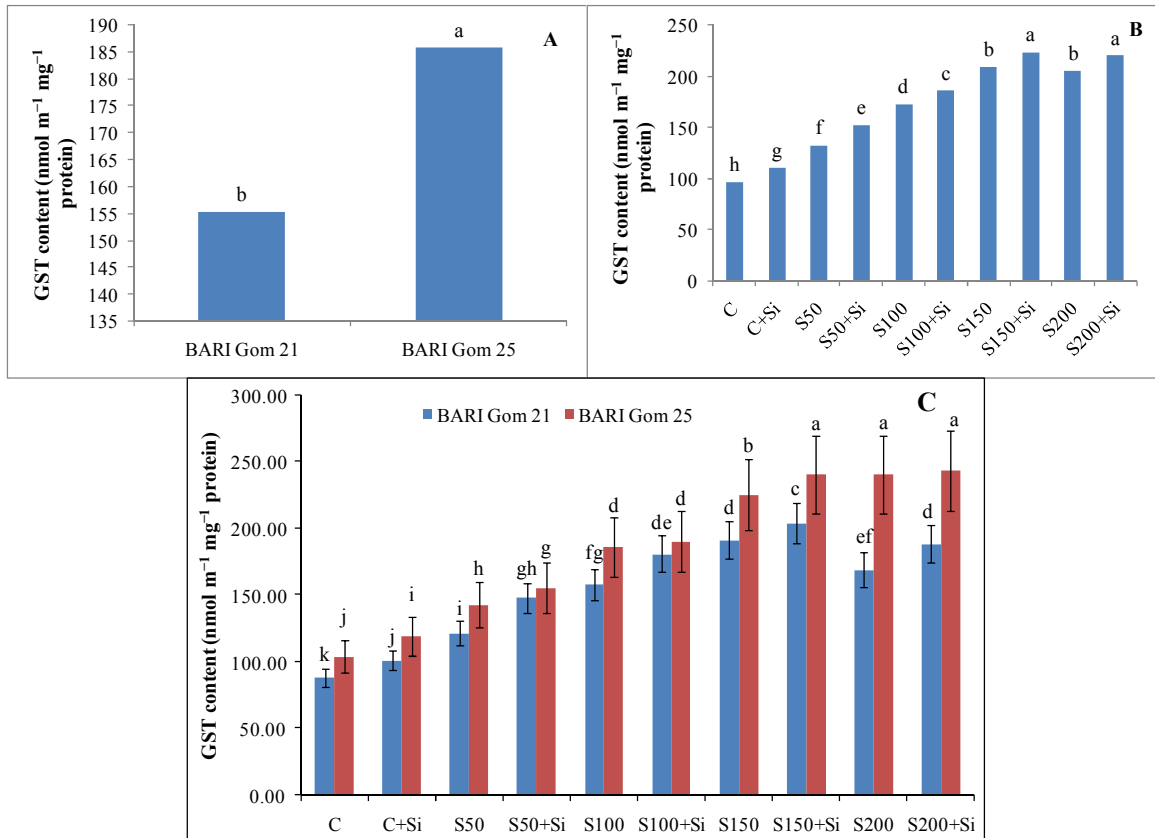 A
GST content (nmol m⁻¹ mg⁻¹
protein)
190
185
180
175
170
165
160
155
150
145
140
135
b
a
BARI Gom 21
BARI Gom 25
B
GST content (nmol m⁻¹ mg⁻¹
protein)
250
200
150
100
50
0
h
g
f
e
d
c
b
a
b
a
C
C+Si
S50
S50+Si
S100
S100+Si
S150
S150+Si
S200
S200+Si
C
BARI Gom 21
BARI Gom 25
GST content (nmol m⁻¹ mg⁻¹ protein)
300.00
250.00
200.00
150.00
100.00
50.00
0.00
k
j
j
i
i
h
gh
g
fg
d
de
d
d
b
c
a
ef
a
d
a
C
C+Si
S50
S50+Si
S100
S100+Si
S150
S150+Si
S200
S200+Si